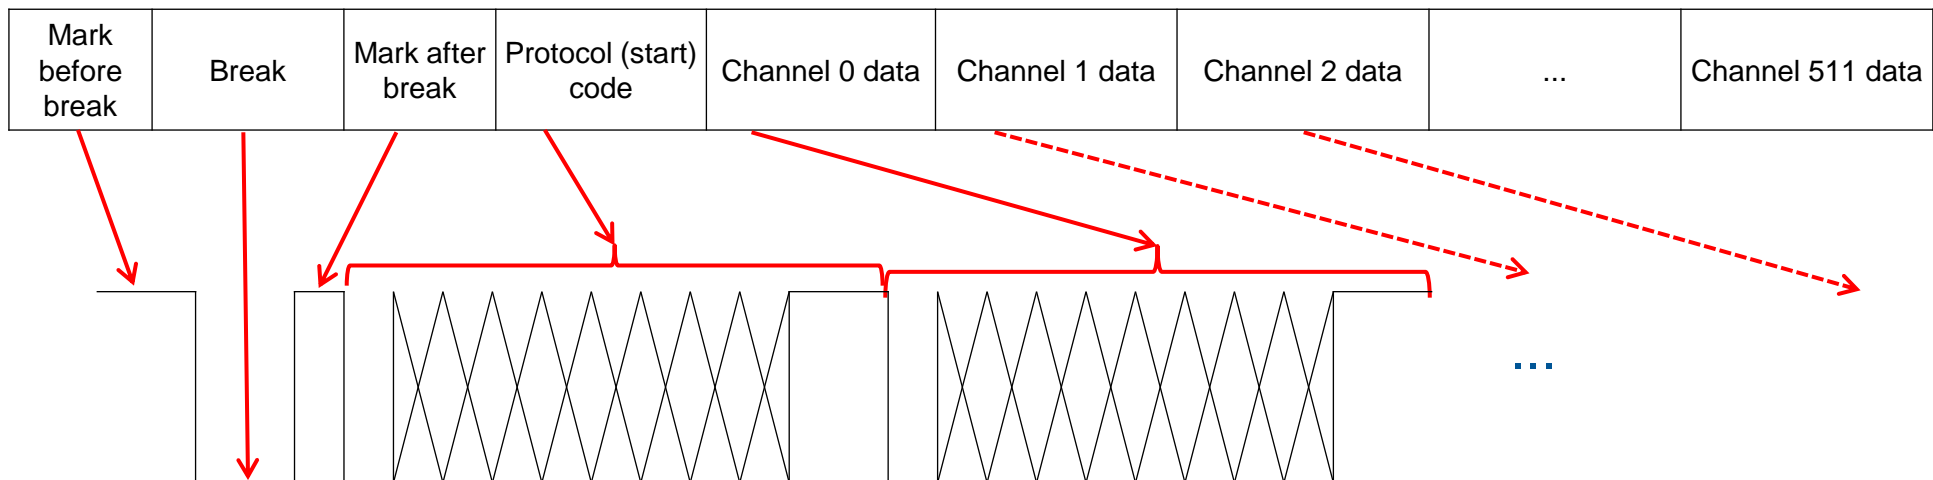 Mark
before
break
Break
Mark after
break
Protocol (start)
code
Channel 0 data
Channel 1 data
Channel 2 data
...
Channel 511 data
...